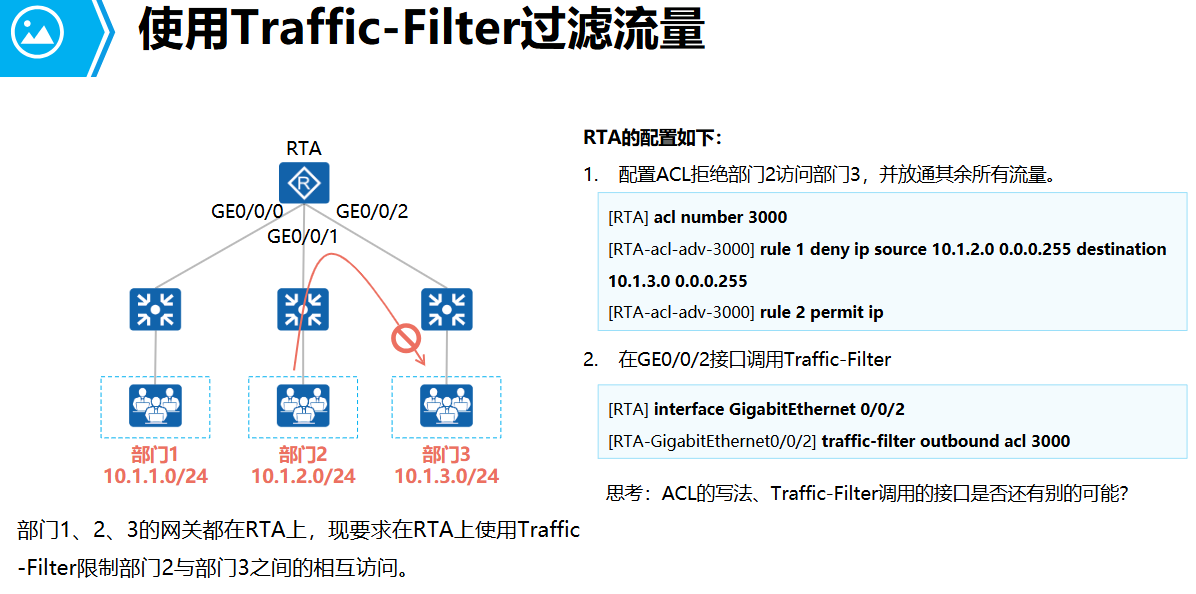 使用Traffic-Filter过滤流量
RTA
GE0/0/0
GE0/0/2
GE0/0/1
部门1
10.1.1.0/24
部门2
10.1.2.0/24
部门3
10.1.3.0/24
部门1、2、3的网关都在RTA上，现要求在RTA上使用Traffic
-Filter限制部门2与部门3之间的相互访问。
RTA的配置如下：
1. 配置ACL拒绝部门2访问部门3，并放通其余所有流量。
[RTA] acl number 3000
[RTA-acl-adv-3000] rule 1 deny ip source 10.1.2.0 0.0.0.255 destination
10.1.3.0 0.0.0.255
[RTA-acl-adv-3000] rule 2 permit ip
2. 在GE0/0/2接口调用Traffic-Filter
[RTA] interface GigabitEthernet 0/0/2
[RTA-GigabitEthernet0/0/2] traffic-filter outbound acl 3000
思考：ACL的写法、Traffic-Filter调用的接口是否还有别的可能？